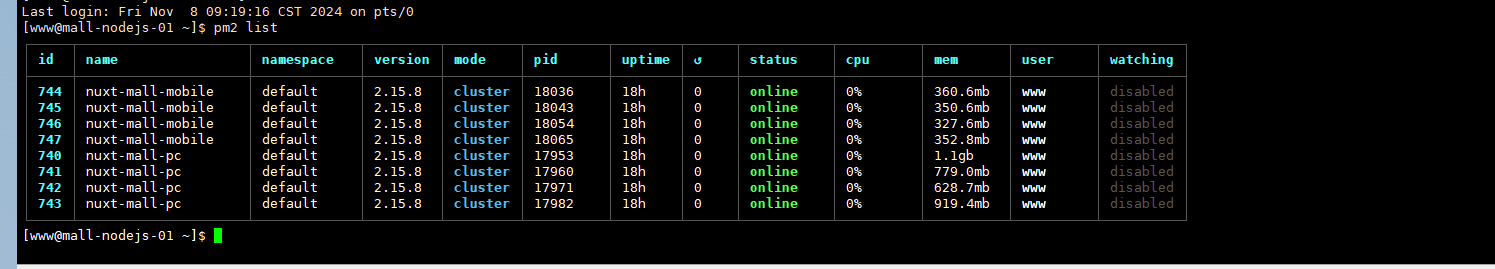 Last login: Fri Nov  8 09:19:16 CST 2024 on pts/0
[www@mall-nodejs-01 ~]$ pm2 list
id name namespace version mode pid uptime ↺ status cpu mem user watching
744 nuxt-mall-mobile default 2.15.8 cluster 18036 18h 0 online 0% 360.6mb www disabled
745 nuxt-mall-mobile default 2.15.8 cluster 18043 18h 0 online 0% 350.6mb www disabled
746 nuxt-mall-mobile default 2.15.8 cluster 18054 18h 0 online 0% 327.6mb www disabled
747 nuxt-mall-mobile default 2.15.8 cluster 18065 18h 0 online 0% 352.8mb www disabled
740 nuxt-mall-pc default 2.15.8 cluster 17953 18h 0 online 0% 1.1gb www disabled
741 nuxt-mall-pc default 2.15.8 cluster 17960 18h 0 online 0% 779.0mb www disabled
742 nuxt-mall-pc default 2.15.8 cluster 17971 18h 0 online 0% 628.7mb www disabled
743 nuxt-mall-pc default 2.15.8 cluster 17982 18h 0 online 0% 919.4mb www disabled
[www@mall-nodejs-01 ~]$